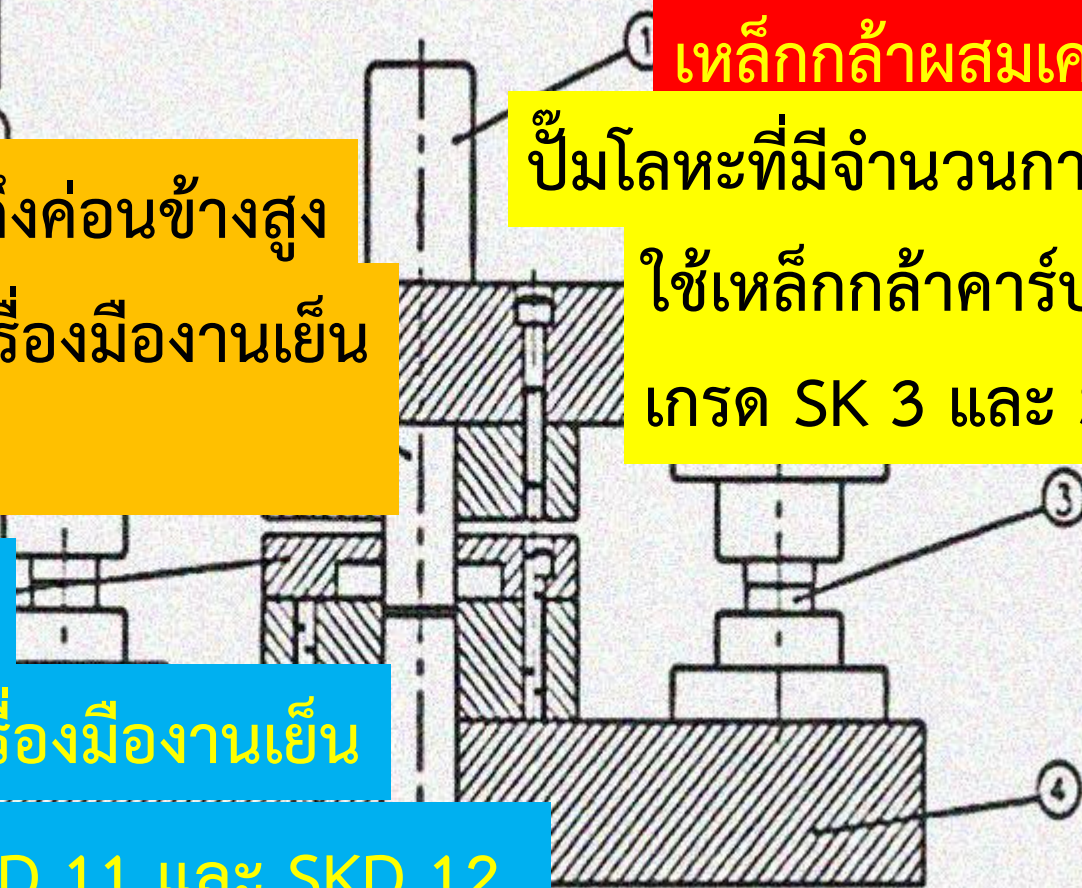 1
เหล็กกล้าผสมเค
ปั๊มโลหะที่มีจำนวนกา
ใช้เหล็กกล้าคาร์บ
เกรด SK 3 และ
ค่อนข้างสูง
รื่องมืองานเย็น
3
รื่องมืองานเย็น
D 11 และ SKD 12
4